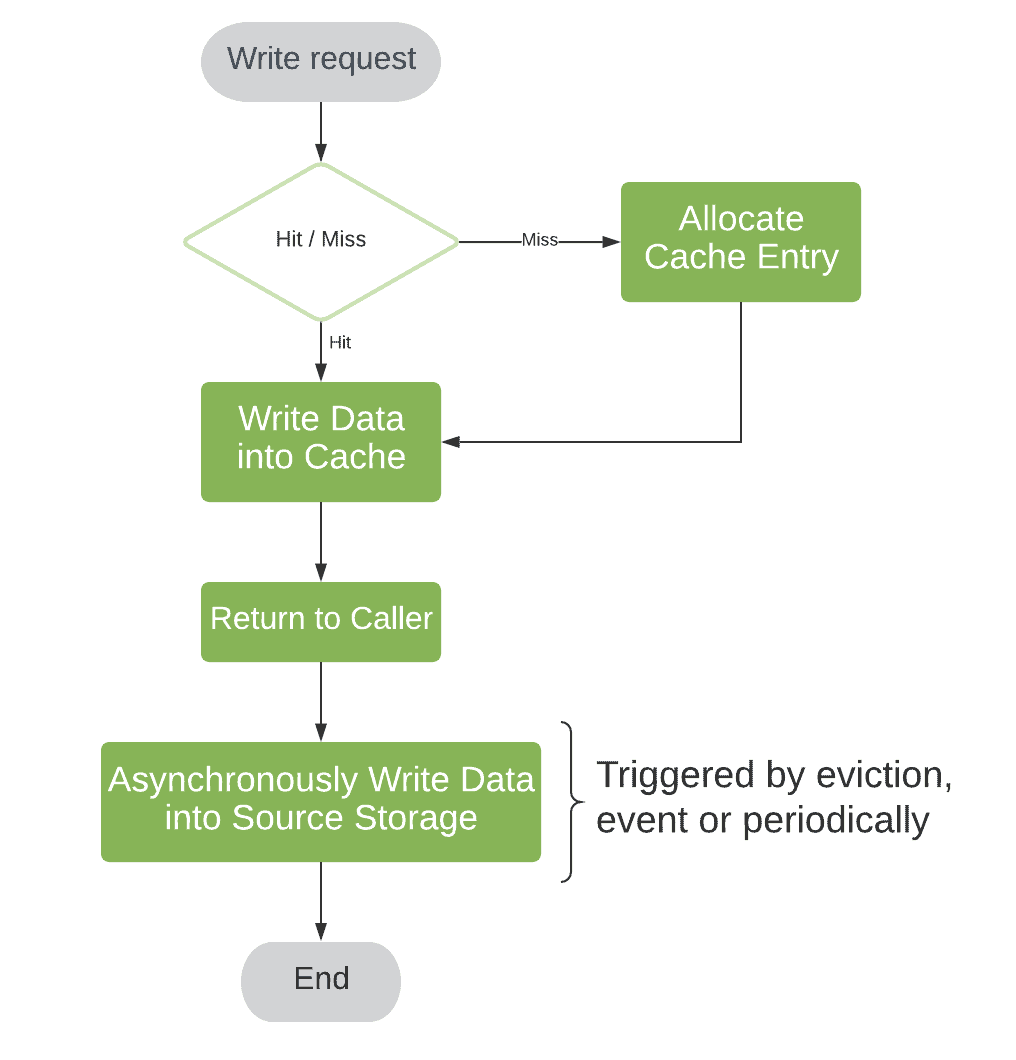 Write request
Hit / Miss
Miss
Allocate
Cache Entry
Hit
Write Data
into Cache
Return to Caller
Asynchronously Write Data
into Source Storage
Triggered by eviction,
event or periodically
End